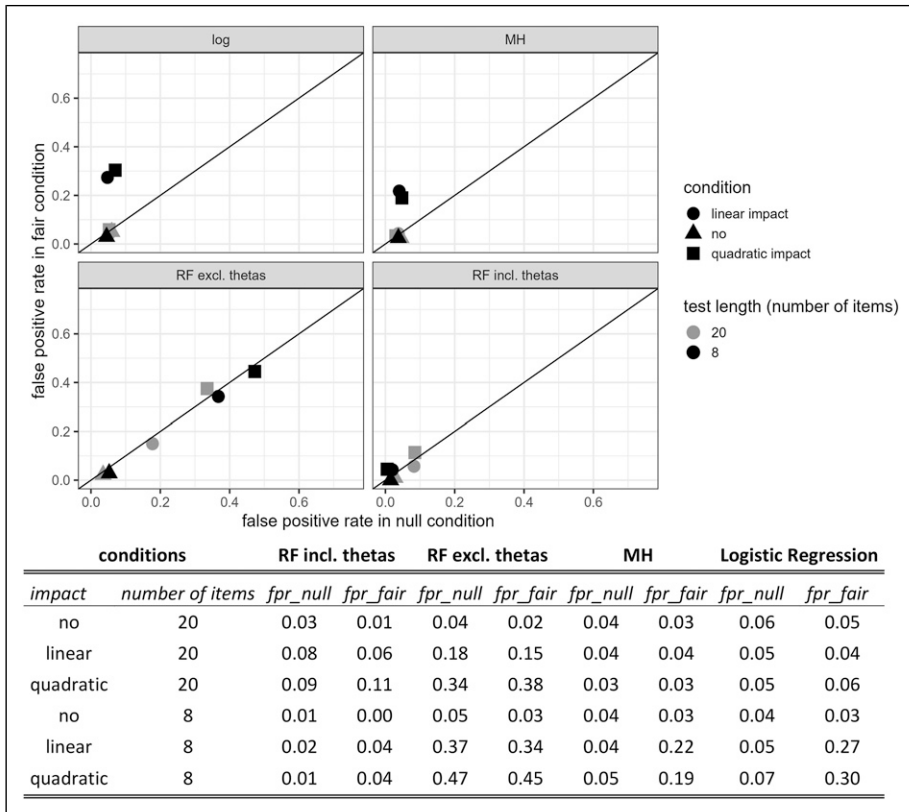 log MH
0.6
0.4
0.2
0.0
false positive rate in fair condition
RF excl. thetas RF incl. thetas
0.6
0.4
0.2
0.0
0.0 0.2 0.4 0.6 0.0 0.2 0.4 0.6
false positive rate in null condition
condition
linear impact
no
quadratic impact
test length (number of items)
20
8
conditions RF incl. thetas RF excl. thetas MH Logistic Regression
impact number of items fpr_null fpr_fair fpr_null fpr_fair fpr_null fpr_fair fpr_null fpr_fair
no 20 0.03 0.01 0.04 0.02 0.04 0.03 0.06 0.05
linear 20 0.08 0.06 0.18 0.15 0.04 0.04 0.05 0.04
quadratic 20 0.09 0.11 0.34 0.38 0.03 0.03 0.05 0.06
no 8 0.01 0.00 0.05 0.03 0.04 0.03 0.04 0.03
linear 8 0.02 0.04 0.37 0.34 0.04 0.22 0.05 0.27
quadratic 8 0.01 0.04 0.47 0.45 0.05 0.19 0.07 0.30